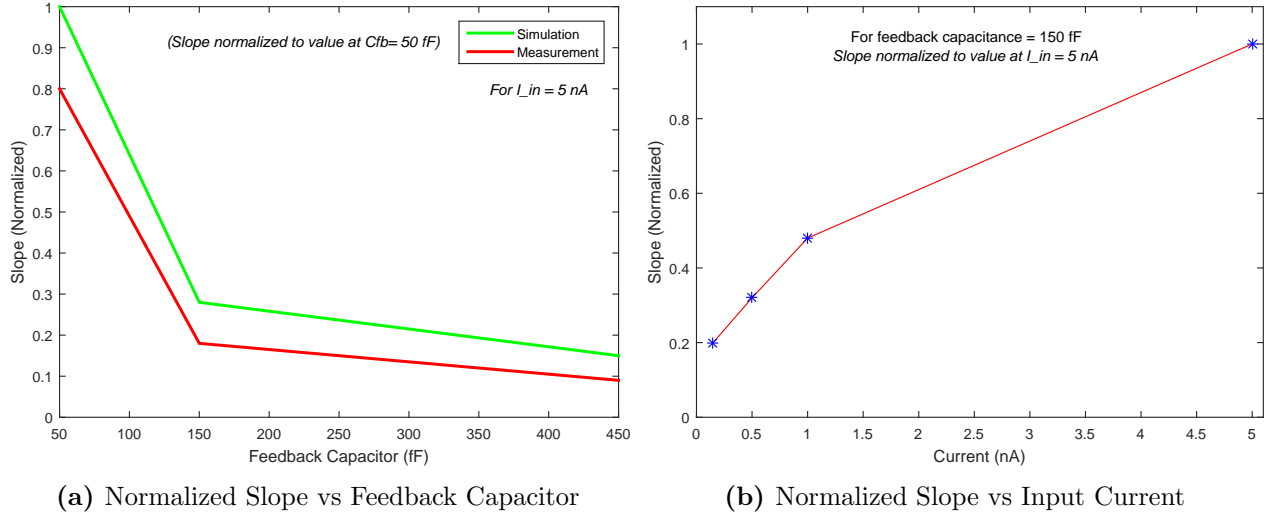 (Slope normalized to value at Cfb= 50 fF)
Simulation
Measurement
For I_in = 5 nA
Slope (Normalized)
1
0.9
0.8
0.7
0.6
0.5
0.4
0.3
0.2
0.1
0
50 100 150 200 250 300 350 400 450
Feedback Capacitor (fF)
(a) Normalized Slope vs Feedback Capacitor
For feedback capacitance = 150 fF
Slope normalized to value at I_in = 5 nA
Slope (Normalized)
1
0.8
0.6
0.4
0.2
0
0 0.5 1 1.5 2 2.5 3 3.5 4 4.5 5
Current (nA)
(b) Normalized Slope vs Input Current